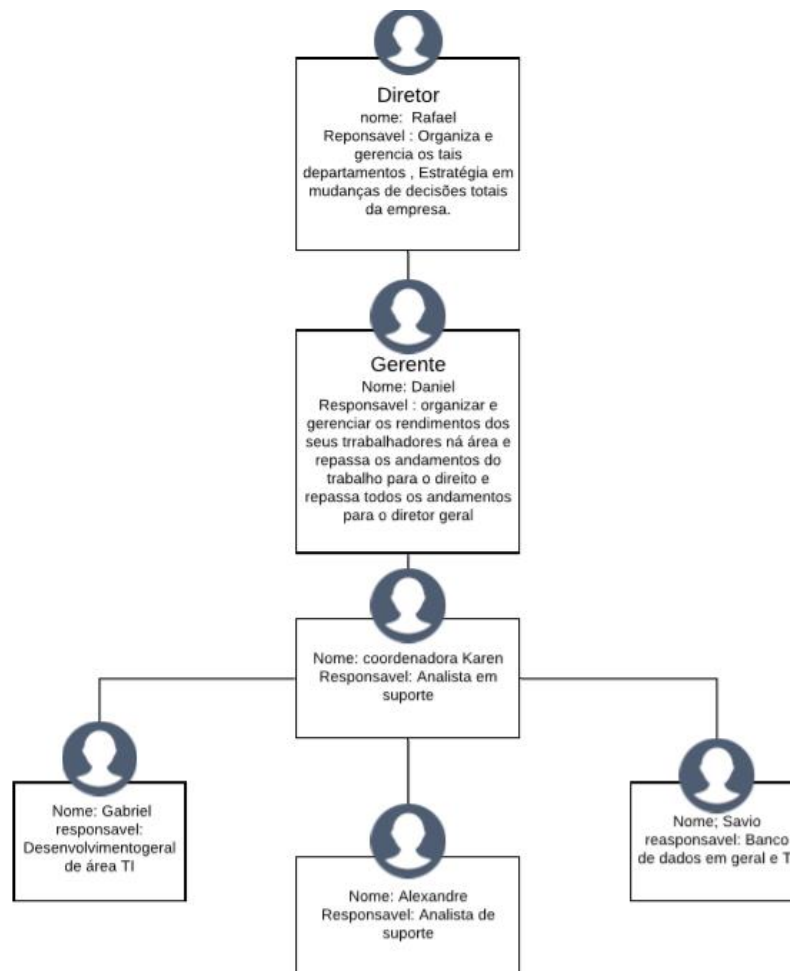 Diretor
nome: Rafael
Reponsavel : Organiza e
gerencia os tais
departamentos , Estratégia em
mudanças de decisões totais
da empresa.
Gerente
Nome: Daniel
Responsavel : organizar e
gerenciar os rendimentos dos
seus trrabalhadores ná área e
repassa os andamentos do
trabalho para o direito e
repassa todos os andamentos
para o diretor geral
Nome: coordenadora Karen
Responsavel: Analista em
suporte
Nome: Gabriel
responsavel:
Desenvolvimentogeral
de área TI
Nome: Alexandre
Responsavel: Analista de
suporte
Nome; Savio
reasponsavel: Banco
de dados em geral e